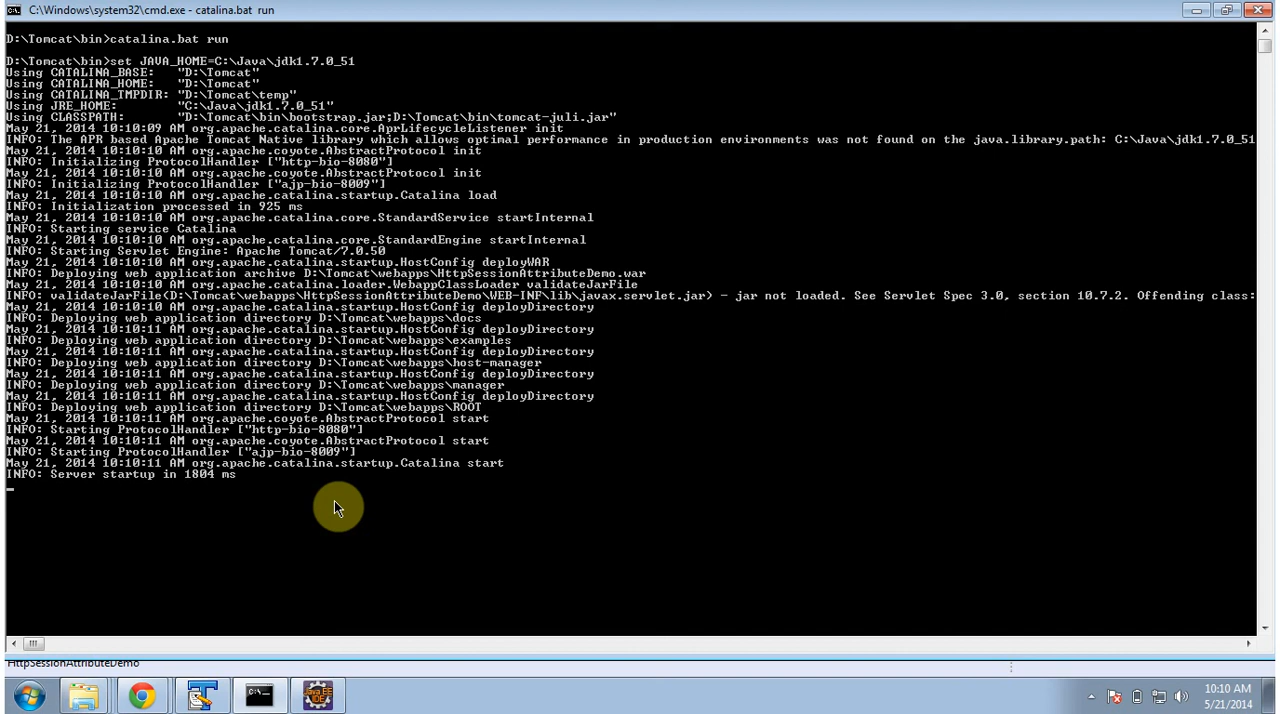 C:\Windows\system32\cmd.exe - catalina.bat run
D:\Tomcat\bin>catalina.bat run
D:\Tomcat\bin>set JAVA_HOME=C:\Java\jdk1.7.0_51
Using CATALINA_BASE:   "D:\Tomcat"
Using CATALINA_HOME:   "D:\Tomcat"
Using CATALINA_TMPDIR: "D:\Tomcat\temp"
Using JRE_HOME:        "C:\Java\jdk1.7.0_51"
Using CLASSPATH:       "D:\Tomcat\bin\bootstrap.jar;D:\Tomcat\bin\tomcat-juli.jar"
May 21, 2014 10:10:09 AM org.apache.catalina.core.AprLifecycleListener init
INFO: The APR based Apache Tomcat Native library which allows optimal performance in production environments was not found on the java.library.path: C:\Java\jdk1.7.0_51
May 21, 2014 10:10:10 AM org.apache.coyote.AbstractProtocol init
INFO: Initializing ProtocolHandler ["http-bio-8080"]
May 21, 2014 10:10:10 AM org.apache.coyote.AbstractProtocol init
INFO: Initializing ProtocolHandler ["ajp-bio-8009"]
May 21, 2014 10:10:10 AM org.apache.catalina.startup.Catalina load
INFO: Initialization processed in 925 ms
May 21, 2014 10:10:10 AM org.apache.catalina.core.StandardService startInternal
INFO: Starting service Catalina
May 21, 2014 10:10:10 AM org.apache.catalina.core.StandardEngine startInternal
INFO: Starting Servlet Engine: Apache Tomcat/7.0.50
May 21, 2014 10:10:10 AM org.apache.catalina.startup.HostConfig deployWAR
INFO: Deploying web application archive D:\Tomcat\webapps\HttpSessionAttributeDemo.war
May 21, 2014 10:10:10 AM org.apache.catalina.loader.WebappClassLoader validateJarFile
INFO: validateJarFile(D:\Tomcat\webapps\HttpSessionAttributeDemo\WEB-INF\lib\javax.servlet.jar) - jar not loaded. See Servlet Spec 3.0, section 10.7.2. Offending class:
May 21, 2014 10:10:11 AM org.apache.catalina.startup.HostConfig deployDirectory
INFO: Deploying web application directory D:\Tomcat\webapps\docs
May 21, 2014 10:10:11 AM org.apache.catalina.startup.HostConfig deployDirectory
INFO: Deploying web application directory D:\Tomcat\webapps\examples
May 21, 2014 10:10:11 AM org.apache.catalina.startup.HostConfig deployDirectory
INFO: Deploying web application directory D:\Tomcat\webapps\host-manager
May 21, 2014 10:10:11 AM org.apache.catalina.startup.HostConfig deployDirectory
INFO: Deploying web application directory D:\Tomcat\webapps\manager
May 21, 2014 10:10:11 AM org.apache.catalina.startup.HostConfig deployDirectory
INFO: Deploying web application directory D:\Tomcat\webapps\ROOT
May 21, 2014 10:10:11 AM org.apache.coyote.AbstractProtocol start
INFO: Starting ProtocolHandler ["http-bio-8080"]
May 21, 2014 10:10:11 AM org.apache.coyote.AbstractProtocol start
INFO: Starting ProtocolHandler ["ajp-bio-8009"]
May 21, 2014 10:10:11 AM org.apache.catalina.startup.Catalina start
INFO: Server startup in 1804 ms
HttpSessionAttributeDemo
Java EE
IDE
10:10 AM
5/21/2014